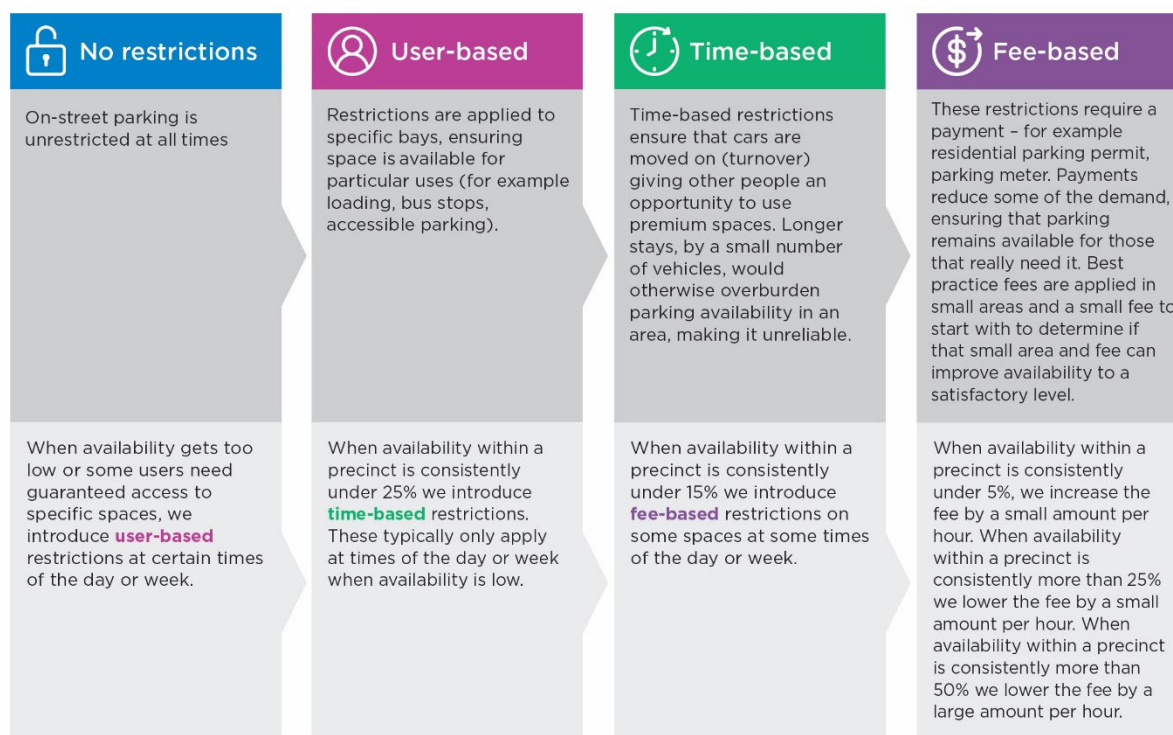 No restrictions
On-street parking is
unrestricted at all times
When availability gets too
low or some users need
guaranteed access to
specific spaces, we
introduce user-based
restrictions at certain times
of the day or week.
User-based
Restrictions are applied to
specific bays, ensuring
space is available for
particular uses (for example
loading, bus stops,
accessible parking).
When availability within a
precinct is consistently
under 25% we introduce
time-based restrictions.
These typically only apply
at times of the day or week
when availability is low.
Time-based
Time-based restrictions
ensure that cars are
moved on (turnover)
giving other people an
opportunity to use
premium spaces. Longer
stays, by a small number
of vehicles, would
otherwise overburden
parking availability in an
area, making it unreliable.
When availability within a
precinct is consistently
under 15% we introduce
fee-based restrictions on
some spaces at some times
of the day or week.
$ Fee-based
These restrictions require a
payment – for example
residential parking permit,
parking meter. Payments
reduce some of the demand,
ensuring that parking
remains available for those
that really need it. Best
practice fees are applied in
small areas and a small fee to
start with to determine if
that small area and fee can
improve availability to a
satisfactory level.
When availability within a
precinct is consistently
under 5%, we increase the
fee by a small amount per
hour. When availability
within a precinct is
consistently more than 25%
we lower the fee by a small
amount per hour. When
availability within a precinct
is consistently more than
50% we lower the fee by a
large amount per hour.